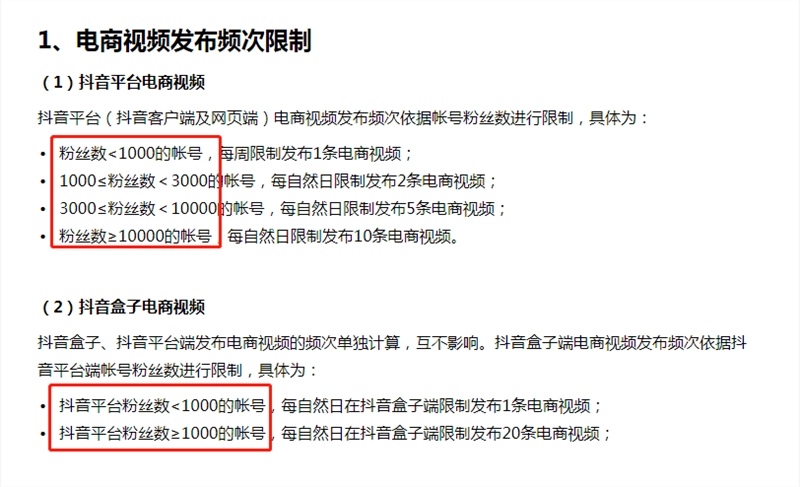 1、电商视频发布频次限制
（1）抖音平台电商视频
抖音平台（抖音客户端及网页端）电商视频发布频次依据帐号粉丝数进行限制，具体为：
• 粉丝数<1000的帐号，每周限制发布1条电商视频；
• 1000≤粉丝数＜3000的帐号，每自然日限制发布2条电商视频；
• 3000≤粉丝数＜10000的帐号，每自然日限制发布5条电商视频；
• 粉丝数≥10000的帐号，每自然日限制发布10条电商视频。
（2）抖音盒子电商视频
抖音盒子、抖音平台端发布电商视频的频次单独计算，互不影响。抖音盒子端电商视频发布频次依据抖
音平台端帐号粉丝数进行限制，具体为：
• 抖音平台粉丝数<1000的帐号，每自然日在抖音盒子端限制发布1条电商视频；
• 抖音平台粉丝数≥1000的帐号，每自然日在抖音盒子端限制发布20条电商视频；